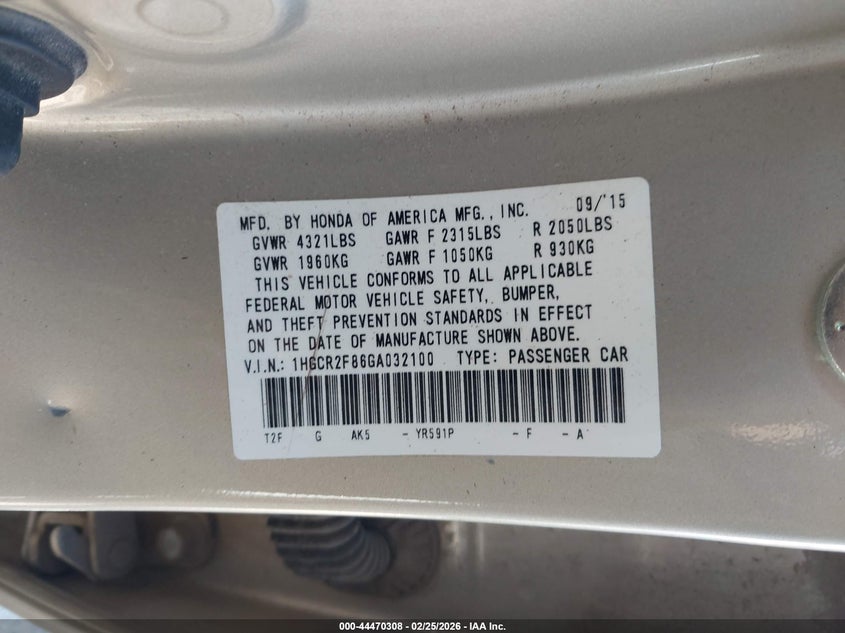 MFD. BY HONDA OF AMERICA MFG., INC. 09/'15
GVWR 4321LBS GAWR F 2315LBS R 2050LBS
GVWR 1960KG GAWR F 1050KG R 930KG
THIS VEHICLE CONFORMS TO ALL APPLICABLE
FEDERAL MOTOR VEHICLE SAFETY, BUMPER,
AND THEFT PREVENTION STANDARDS IN EFFECT
ON THE DATE OF MANUFACTURE SHOWN ABOVE.
V.I.N.: 1HGCR2F86GA032100 TYPE: PASSENGER CAR
T2F G AK5 - YR591P - F - A
000-44470308 - 02/25/2026 - IAA Inc.